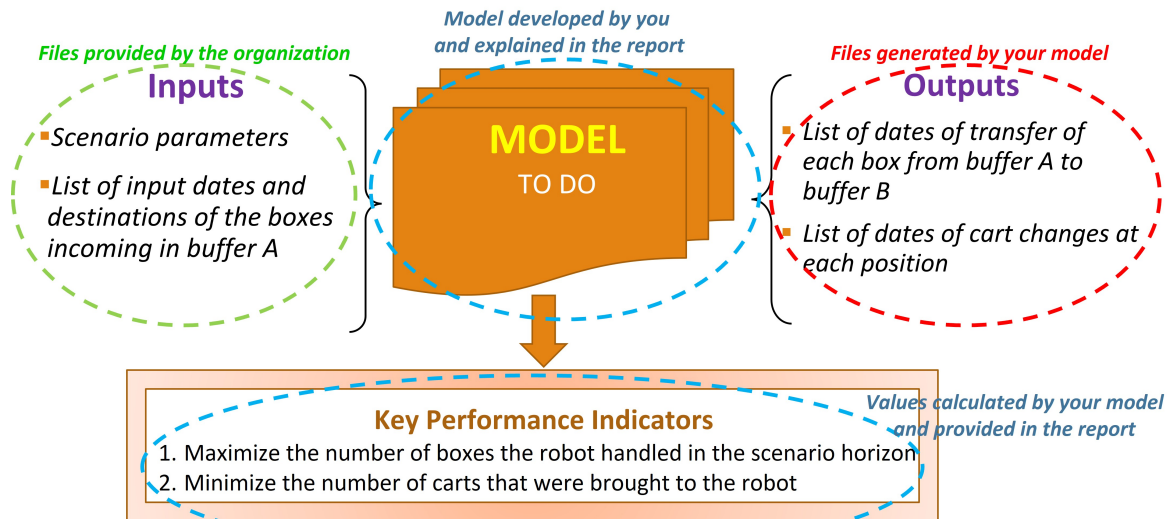 Files provided by the organization
Inputs
Scenario parameters
List of input dates and
destinations of the boxes
incoming in buffer A
Model developed by you
and explained in the report
MODEL
TO DO
Files generated by your model
Outputs
List of dates of transfer of
each box from buffer A to
buffer B
List of dates of cart changes at
each position
Key Performance Indicators
1. Maximize the number of boxes the robot handled in the scenario horizon
2. Minimize the number of carts that were brought to the robot
Values calculated by your model
and provided in the report